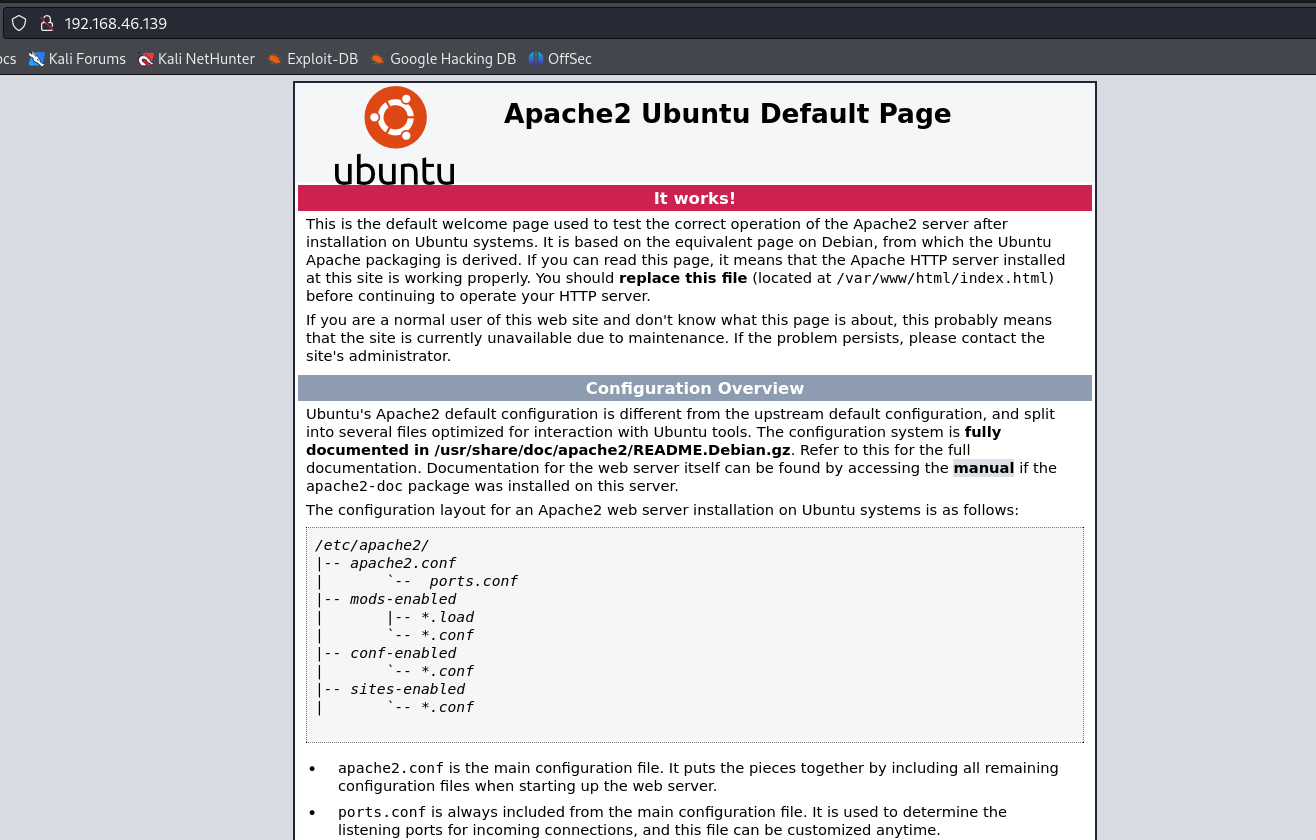 192.168.46.139
ocs Kali Forums Kali NetHunter Exploit-DB Google Hacking DB OffSec
ubuntu
Apache2 Ubuntu Default Page
It works!
This is the default welcome page used to test the correct operation of the Apache2 server after
installation on Ubuntu systems. It is based on the equivalent page on Debian, from which the Ubuntu
Apache packaging is derived. If you can read this page, it means that the Apache HTTP server installed
at this site is working properly. You should replace this file (located at /var/www/html/index.html)
before continuing to operate your HTTP server.
If you are a normal user of this web site and don't know what this page is about, this probably means
that the site is currently unavailable due to maintenance. If the problem persists, please contact the
site's administrator.
Configuration Overview
Ubuntu's Apache2 default configuration is different from the upstream default configuration, and split
into several files optimized for interaction with Ubuntu tools. The configuration system is fully
documented in /usr/share/doc/apache2/README.Debian.gz. Refer to this for the full
documentation. Documentation for the web server itself can be found by accessing the manual if the
apache2-doc package was installed on this server.
The configuration layout for an Apache2 web server installation on Ubuntu systems is as follows:
/etc/apache2/
|-- apache2.conf
|       `--  ports.conf
|-- mods-enabled
|       |-- *.load
|       `-- *.conf
|-- conf-enabled
|       `-- *.conf
|-- sites-enabled
|       `-- *.conf
• apache2.conf is the main configuration file. It puts the pieces together by including all remaining
configuration files when starting up the web server.
• ports.conf is always included from the main configuration file. It is used to determine the
listening ports for incoming connections, and this file can be customized anytime.